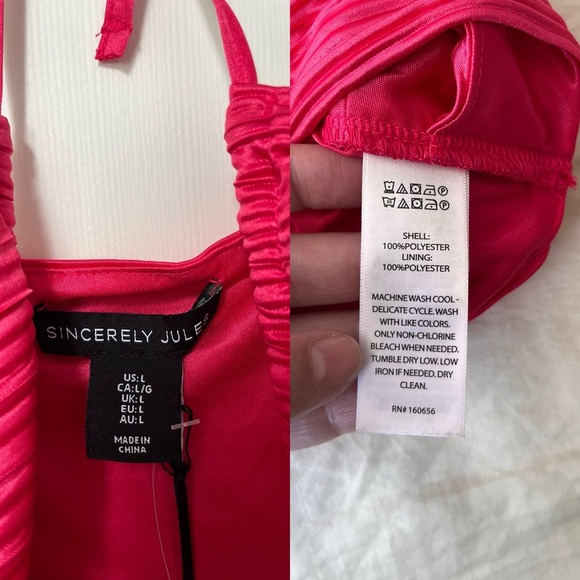 SINCERELY JULES
US:L
CA:L/G
UK:L
EU:L
AU:L
MADE IN
CHINA
SHELL:
100%POLYESTER
LINING:
100%POLYESTER
MACHINE WASH COOL -
DELICATE CYCLE. WASH
WITH LIKE COLORS.
ONLY NON-CHLORINE
BLEACH WHEN NEEDED.
TUMBLE DRY LOW. LOW
IRON IF NEEDED. DRY
CLEAN.
RN# 160656